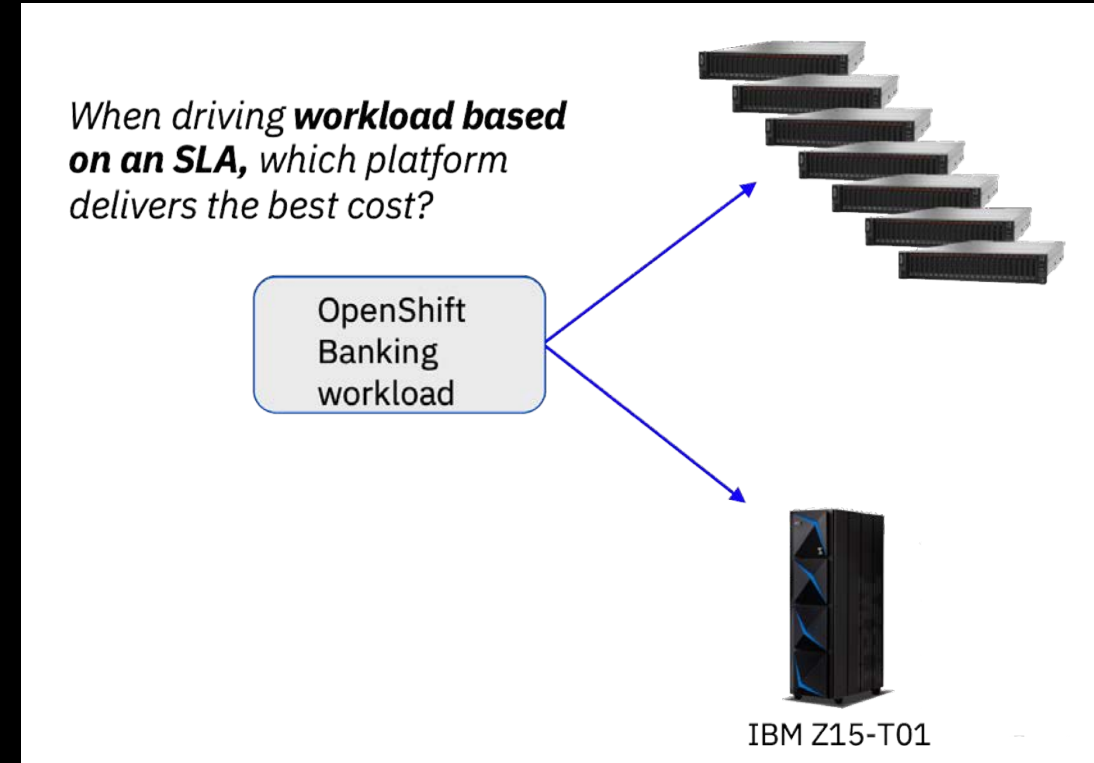 When driving workload based
on an SLA, which platform
delivers the best cost?
OpenShift
Banking
workload
IBM Z15-T01